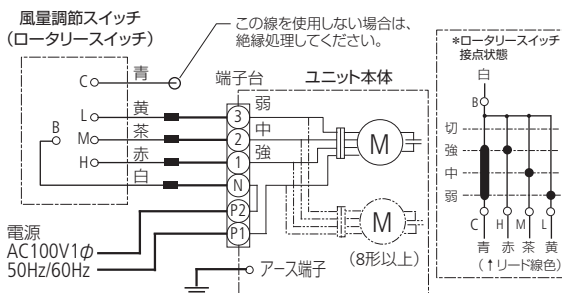 風量調節スイッチ
（ロータリースイッチ）
この線を使用しない場合は、
絶縁処理してください。
C
青
端子台
ユニット本体
B
L
黄
3
弱
M
茶
2
中
H
赤
1
強
白
N
P2
P1
M
M
（8形以上）
電源
AC100V1φ
50Hz/60Hz
アース端子
*ロータリースイッチ
接点状態
白
B
切
強
中
弱
C H M L
青 赤 茶 黄
（↑リード線色）